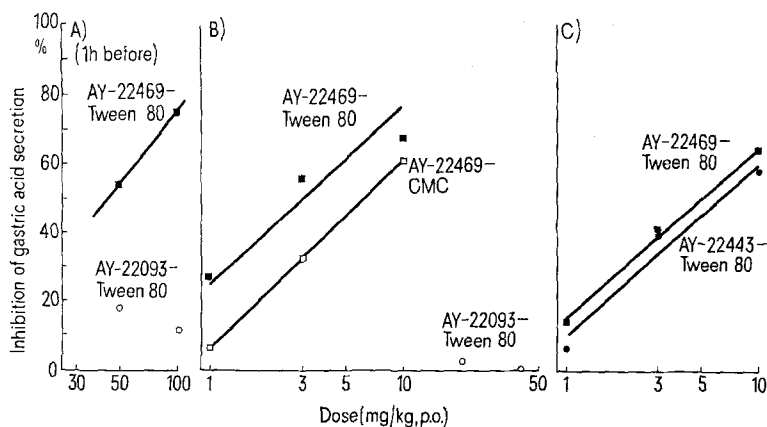 100
%
80
60
40
20
0
Inhibition of gastric acid secretion
A)
(1h before)
AY-22469–
Tween 80
AY-22093–
Tween 80
30
50
100
B)
AY-22469–
Tween 80
AY-22469–
CMC
AY-22093–
Tween 80
1
3
5
10
50
C)
AY-22469–
Tween 80
AY-22443–
Tween 80
1
3
5
10
Dose(mg/kg,p.o.)